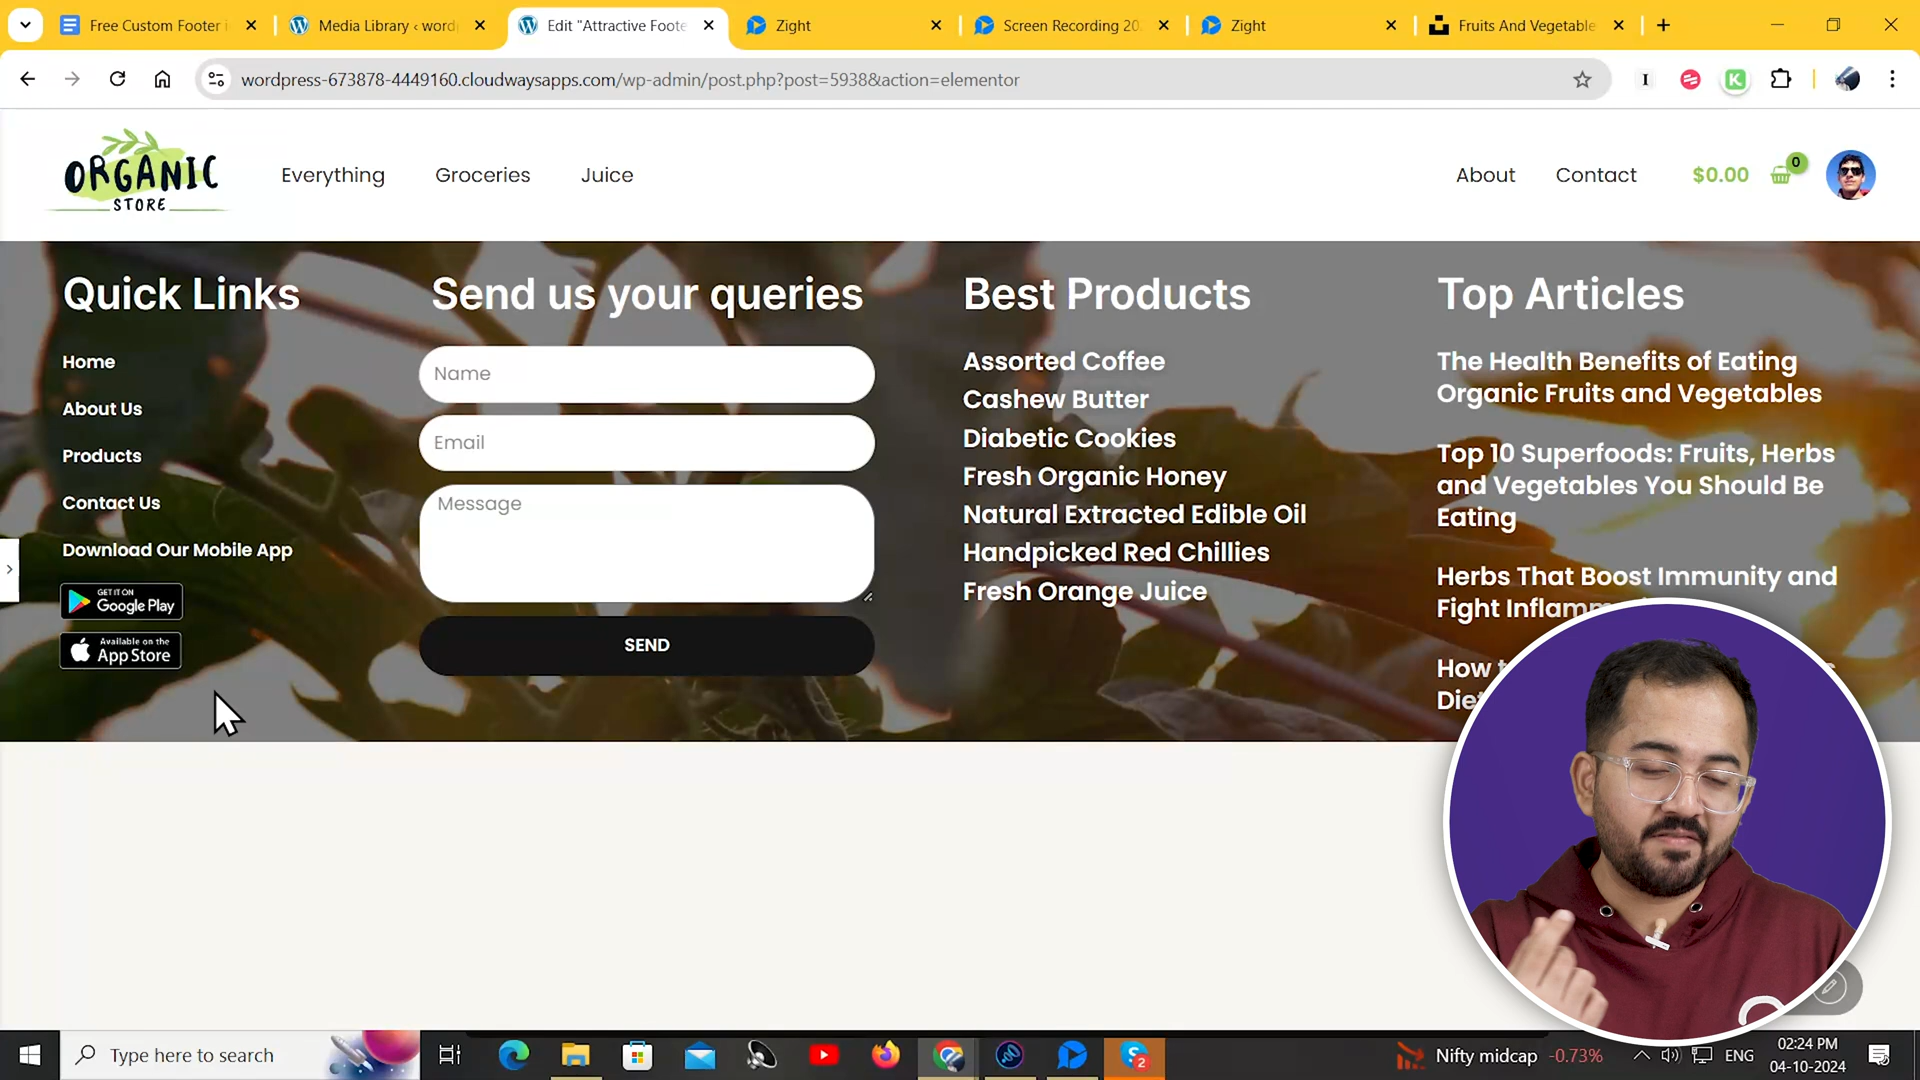 Free Custom Footer i
Media Library ‹ word
Edit "Attractive Foote
Zight
Screen Recording 20
Zight
Fruits And Vegetable
wordpress-673878-4449160.cloudwaysapps.com/wp-admin/post.php?post=5938&action=elementor
ORGANIC
STORE
Everything
Groceries
Juice
About
Contact
$0.00
0
Quick Links
Home
About Us
Products
Contact Us
Download Our Mobile App
GET IT ON
Google Play
Available on the
App Store
Send us your queries
Name
Email
Message
SEND
Best Products
Assorted Coffee
Cashew Butter
Diabetic Cookies
Fresh Organic Honey
Natural Extracted Edible Oil
Handpicked Red Chillies
Fresh Orange Juice
Top Articles
The Health Benefits of Eating
Organic Fruits and Vegetables
Top 10 Superfoods: Fruits, Herbs
and Vegetables You Should Be
Eating
Herbs That Boost Immunity and
Fight
How
Type here to search
2
Nifty midcap -0.73%
ENG
02:24 PM
04-10-2024